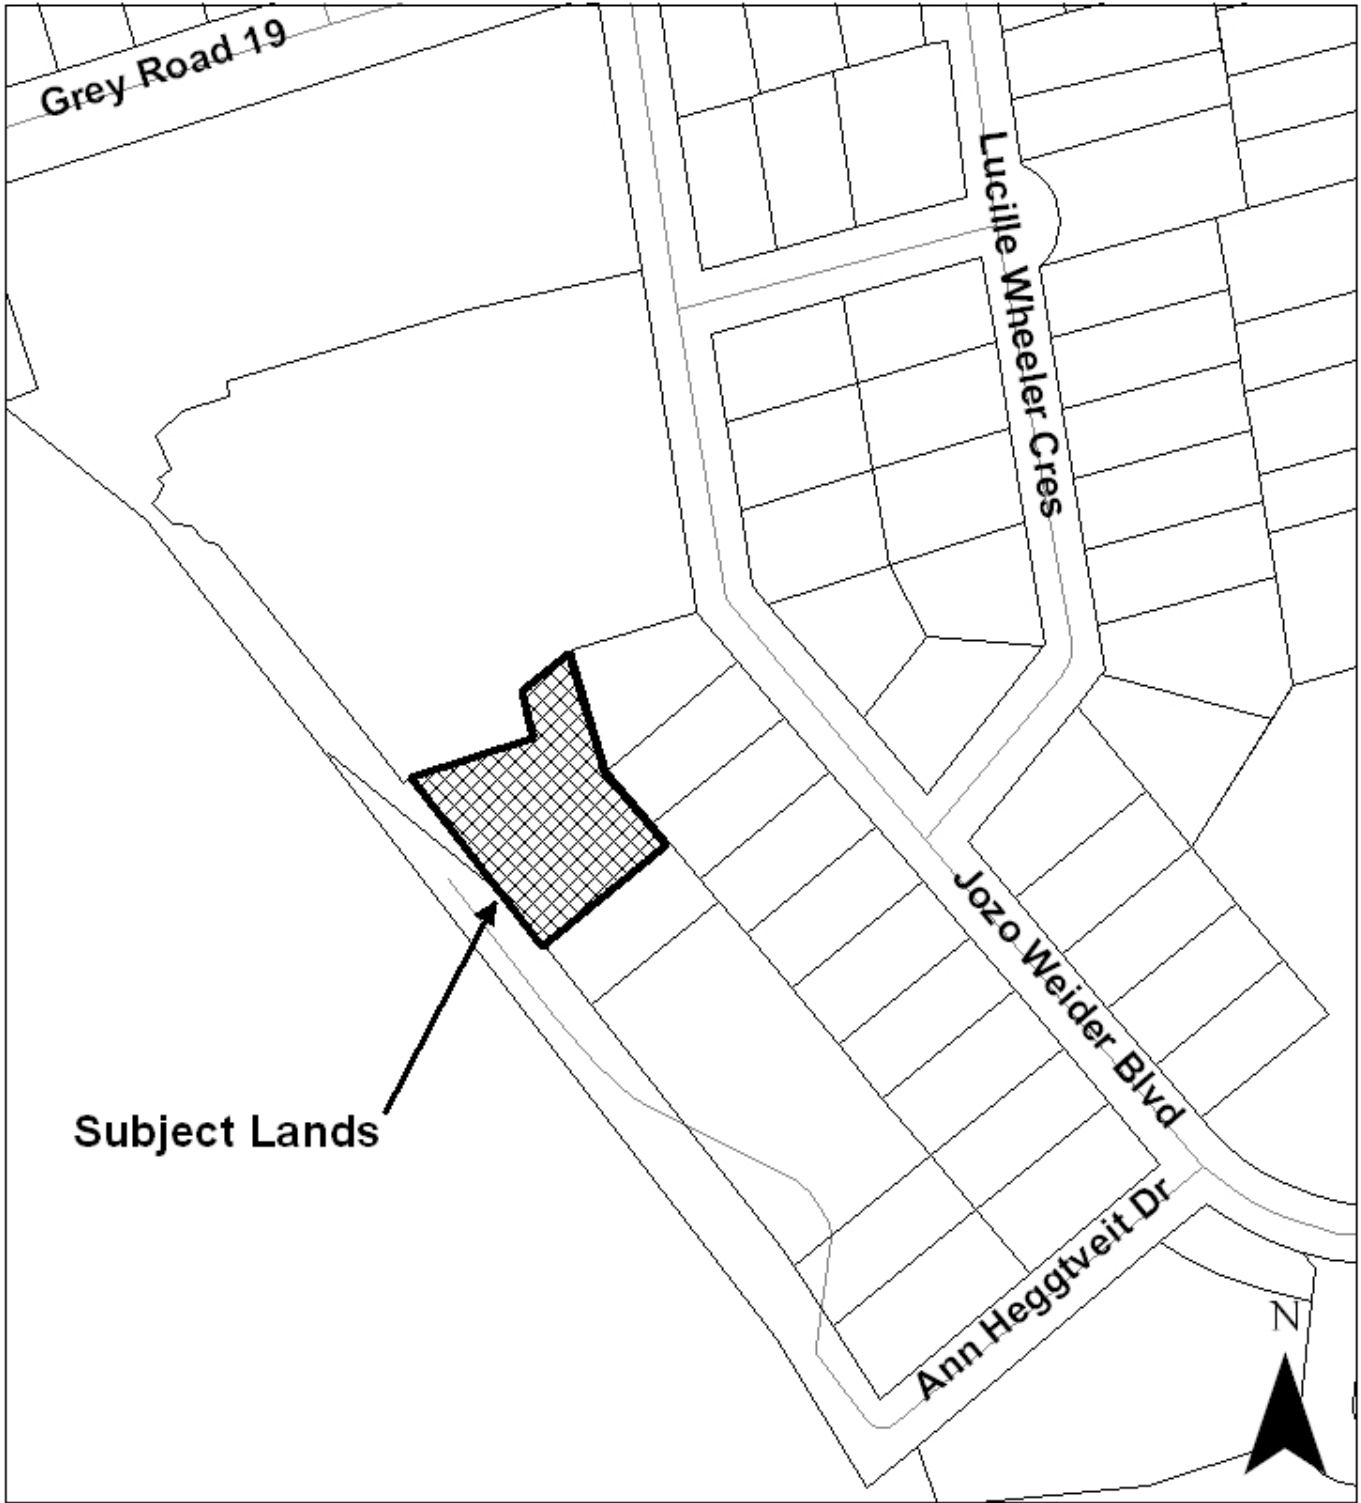 Grey Road 19
Lucille Wheeler Cres
Jozo Weider Blvd
Subject Lands
Ann Heggtveit Dr
N